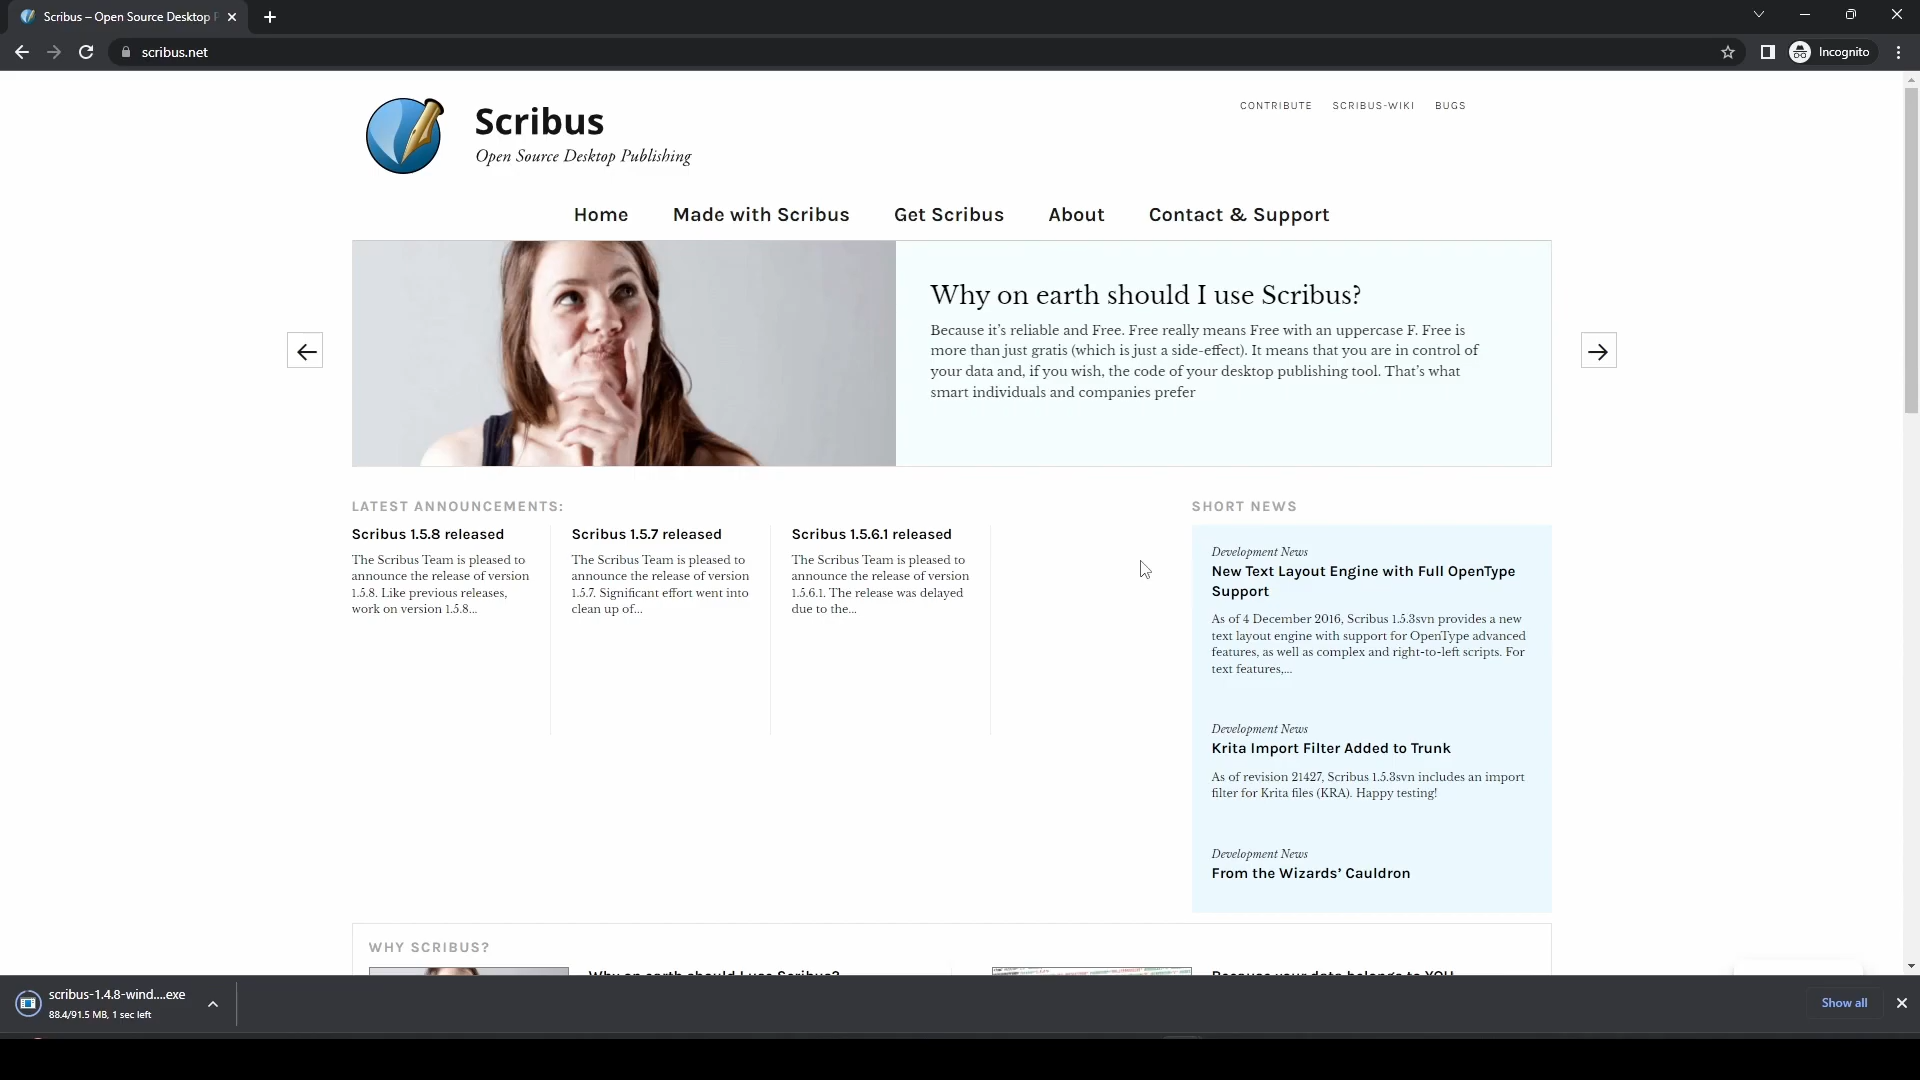 Scribus – Open Source Desktop P
scribus.net
Incognito
Scribus
Open Source Desktop Publishing
CONTRIBUTE SCRIBUS-WIKI BUGS
Home Made with Scribus Get Scribus About Contact & Support
Why on earth should I use Scribus?
Because it's reliable and Free. Free really means Free with an uppercase F. Free is
more than just gratis (which is just a side-effect). It means that you are in control of
your data and, if you wish, the code of your desktop publishing tool. That's what
smart individuals and companies prefer
LATEST ANNOUNCEMENTS:
Scribus 1.5.8 released
The Scribus Team is pleased to
announce the release of version
1.5.8. Like previous releases,
work on version 1.5.8...
Scribus 1.5.7 released
The Scribus Team is pleased to
announce the release of version
1.5.7. Significant effort went into
clean up of...
Scribus 1.5.6.1 released
The Scribus Team is pleased to
announce the release of version
1.5.6.1. The release was delayed
due to the...
SHORT NEWS
Development News
New Text Layout Engine with Full OpenType
Support
As of 4 December 2016, Scribus 1.5.3svn provides a new
text layout engine with support for OpenType advanced
features, as well as complex and right-to-left scripts. For
text features,...
Development News
Krita Import Filter Added to Trunk
As of revision 21427, Scribus 1.5.3svn includes an import
filter for Krita files (KRA). Happy testing!
Development News
From the Wizards' Cauldron
WHY SCRIBUS?
Why on earth should I use Scribus?
Because your data belongs to YOU
scribus-1.4.8-wind....exe
88.4/91.5 MB, 1 sec left
Show all